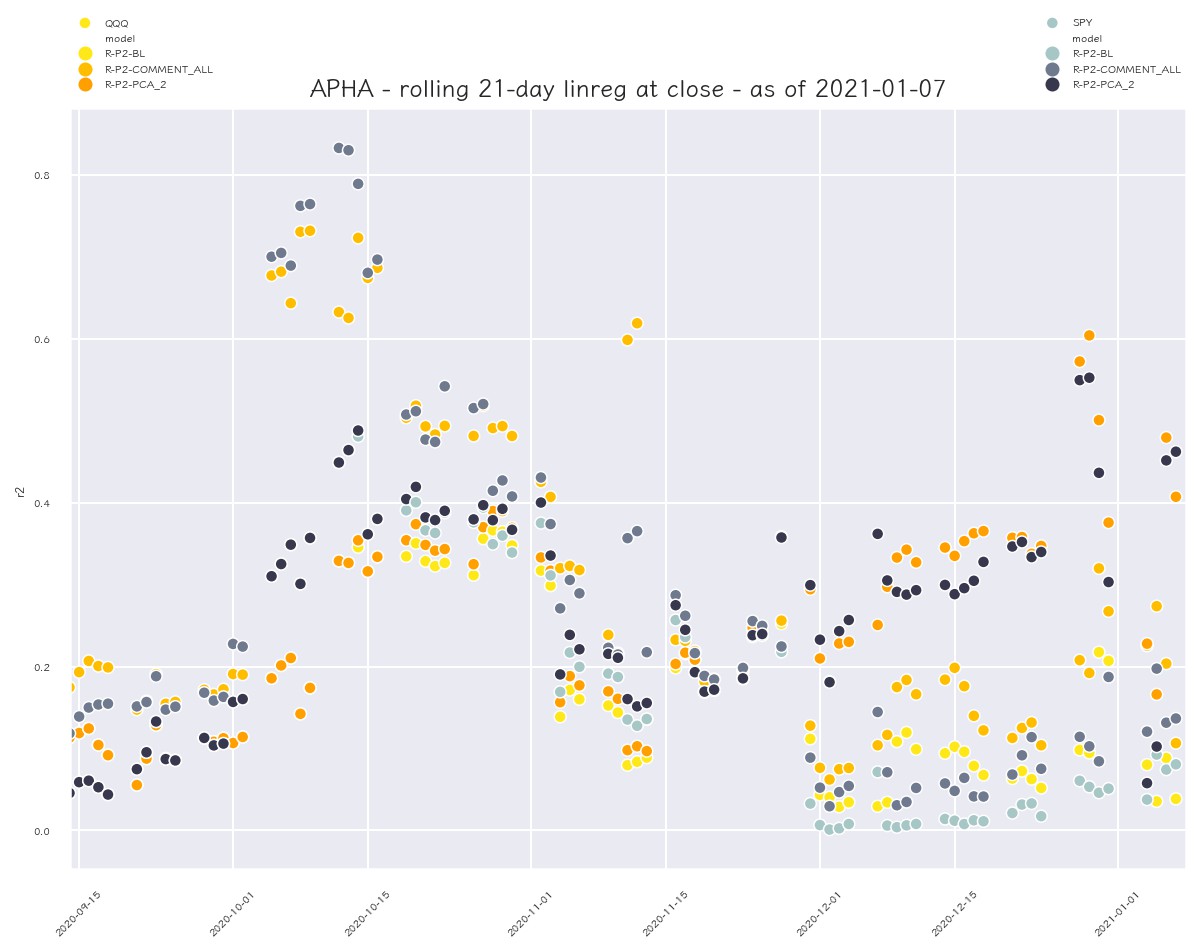 QQQ
model
R-P2-BL
R-P2-COMMENT_ALL
R-P2-PCA_2
SPY
model
R-P2-BL
R-P2-COMMENT_ALL
R-P2-PCA_2
APHA - rolling 21-day linreg at close - as of 2021-01-07
r2
0.8
0.6
0.4
0.2
0.0
2020-09-15
2020-10-01
2020-10-15
2020-11-01
2020-11-15
2020-12-01
2020-12-15
2021-01-01